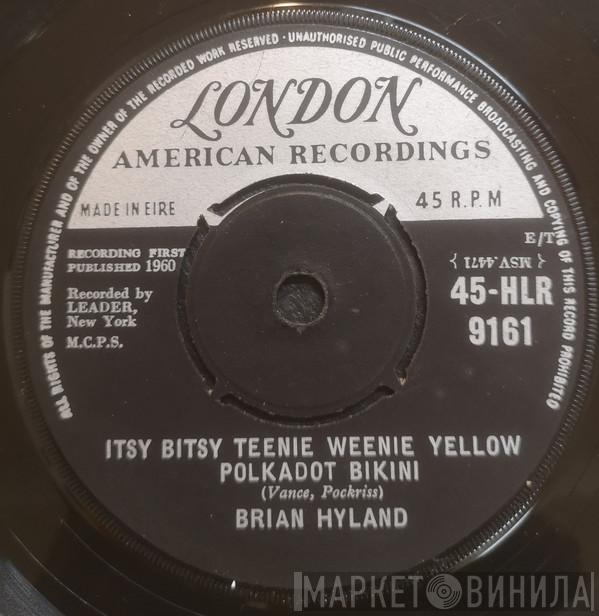 ALL RIGHTS OF THE MANUFACTURER AND OF THE OWNER OF THE RECORDED WORK RESERVED · UNAUTHORISED PUBLIC PERFORMANCE BROADCASTING AND COPYING OF THIS RECORD PROHIBITED
LONDON
AMERICAN RECORDINGS
MADE IN EIRE
45 R.P.M
E/T
RECORDING FIRST
PUBLISHED 1960
{ MSV.4471 }
Recorded by
LEADER,
New York
45-HLR
9161
M.C.P.S.
ITSY BITSY TEENIE WEENIE YELLOW
POLKADOT BIKINI
(Vance, Pockriss)
BRIAN HYLAND
МАРКЕТ ВИНИЛА